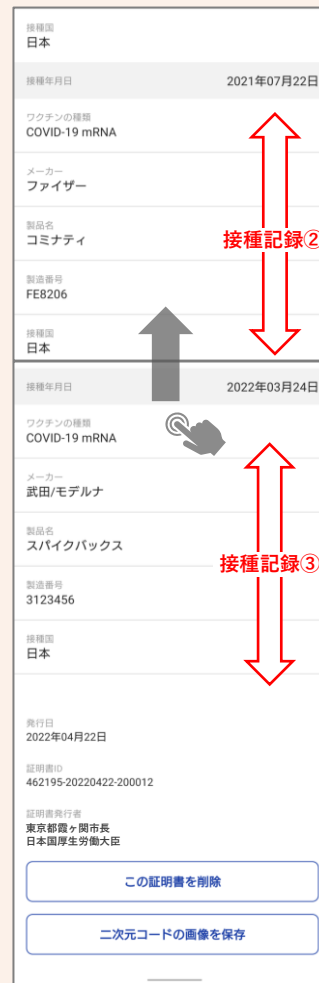 接種国
日本
接種年月日 2021年07月22日
ワクチンの種類
COVID-19 mRNA
メーカー
ファイザー
製品名
コミナティ
接種記録②
製造番号
FE8206
接種国
日本
接種年月日 2022年03月24日
ワクチンの種類
COVID-19 mRNA
メーカー
武田/モデルナ
製品名
スパイクバックス
接種記録③
製造番号
3123456
接種国
日本
発行日
2022年04月22日
証明書ID
462195-20220422-200012
証明書発行者
東京都霞ヶ関市長
日本国厚生労働大臣
この証明書を削除
二次元コードの画像を保存